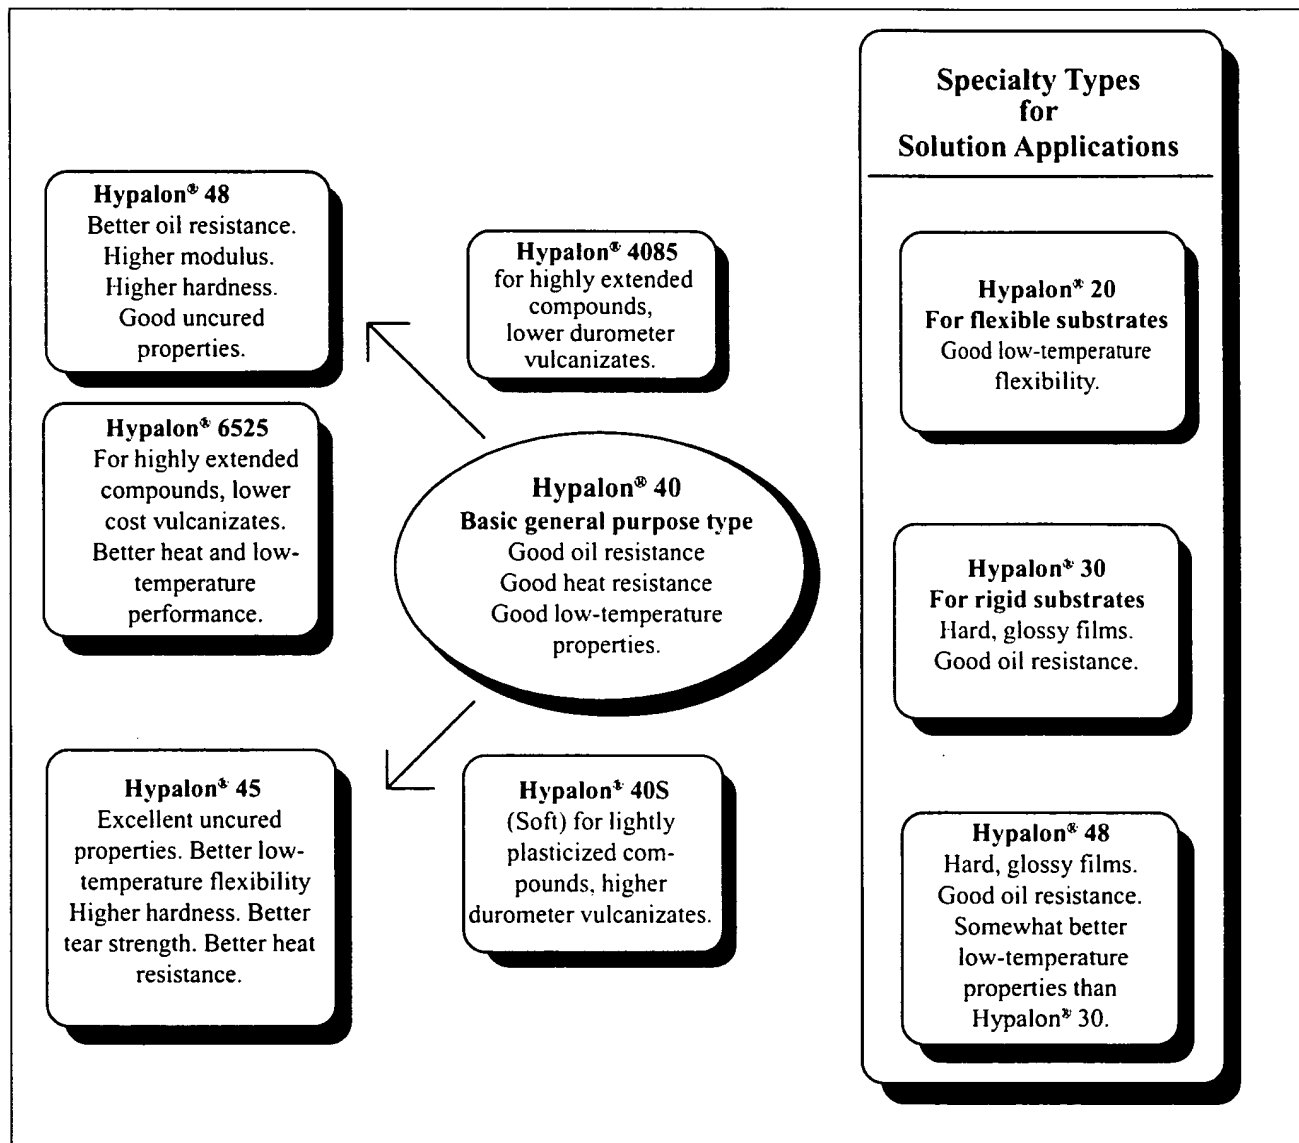 Hypalon® 48
Better oil resistance.
Higher modulus.
Higher hardness.
Good uncured
properties.
Hypalon® 4085
for highly extended
compounds,
lower durometer
vulcanizates.
Hypalon® 6525
For highly extended
compounds, lower
cost vulcanizates.
Better heat and low-
temperature
performance.
Hypalon® 40
Basic general purpose type
Good oil resistance
Good heat resistance
Good low-temperature
properties.
Hypalon® 45
Excellent uncured
properties. Better low-
temperature flexibility
Higher hardness. Better
tear strength. Better heat
resistance.
Hypalon® 40S
(Soft) for lightly
plasticized com-
pounds, higher
durometer vulcanizates.
Specialty Types
for
Solution Applications
Hypalon® 20
For flexible substrates
Good low-temperature
flexibility.
Hypalon® 30
For rigid substrates
Hard, glossy films.
Good oil resistance.
Hypalon® 48
Hard, glossy films.
Good oil resistance.
Somewhat better
low-temperature
properties than
Hypalon® 30.